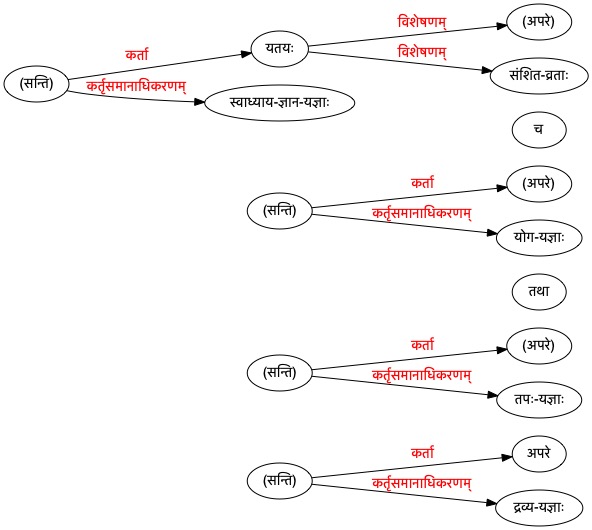 विशेषणम्
(अपरे)
कर्ता
यतयः
विशेषणम्
(सन्ति)
कर्तृसमानाधिकरणम्
संशित-व्रताः
स्वाध्याय-ज्ञान-यज्ञाः
च
कर्ता
(अपरे)
(सन्ति)
कर्तृसमानाधिकरणम्
योग-यज्ञाः
तथा
कर्ता
(अपरे)
(सन्ति)
कर्तृसमानाधिकरणम्
तपः-यज्ञाः
कर्ता
अपरे
(सन्ति)
कर्तृसमानाधिकरणम्
द्रव्य-यज्ञाः